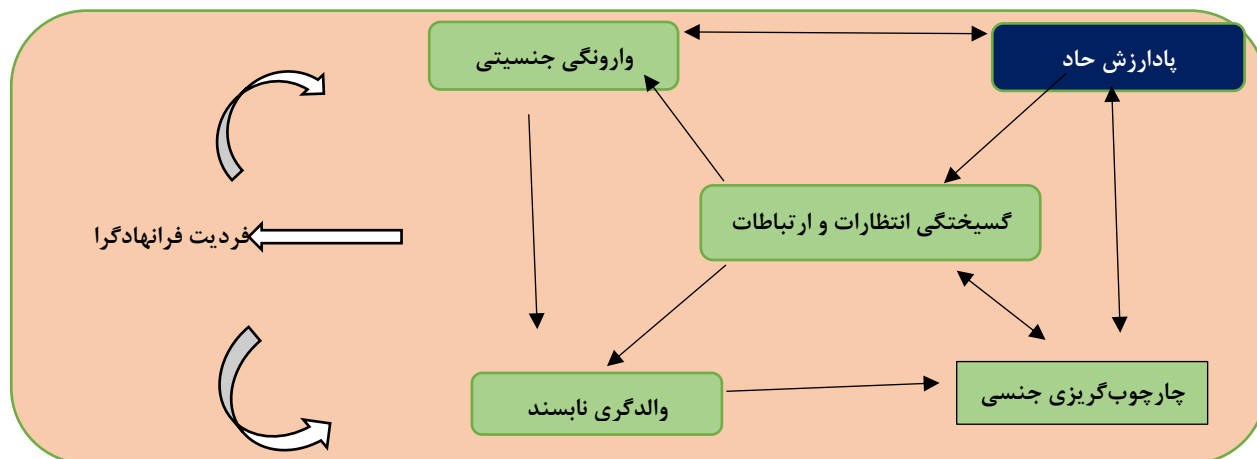 پادارزش حاد
وارونگی جنسیتی
گسیختگی انتظارات و ارتباطات
فردیت فرانهادگرا
چارچوب‌گریزی جنسی
والدگری نابسند